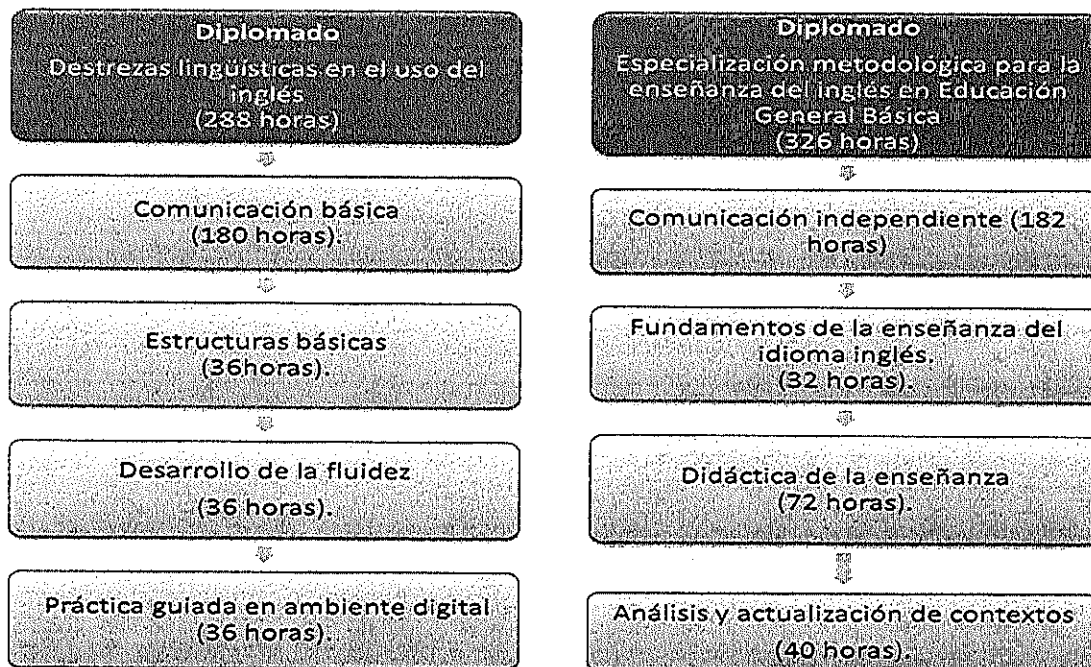 Diplomado
Destrezas lingüísticas en el uso del
inglés
(288 horas)
Comunicación básica
(180 horas).
Estructuras básicas
(36horas).
Desarrollo de la fluidez
(36 horas).
Práctica guiada en ambiente digital
(36 horas).
Diplomado
Especialización metodológica para la
enseñanza del inglés en Educación
General Básica
(326 horas)
Comunicación independiente (182
horas)
Fundamentos de la enseñanza del
idioma inglés.
(32 horas).
Didáctica de la enseñanza
(72 horas).
Análisis y actualización de contextos
(40 horas).